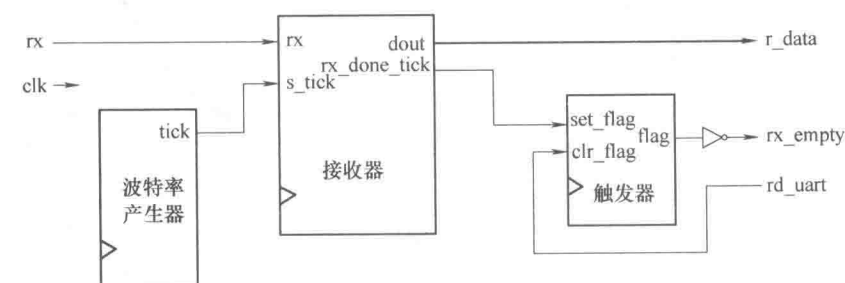 rx
clk
rx
dout
r_data
rx_done_tick
s_tick
tick
set_flag
flag
clr_flag
rx_empty
接收器
波特率
产生器
触发器
rd_uart